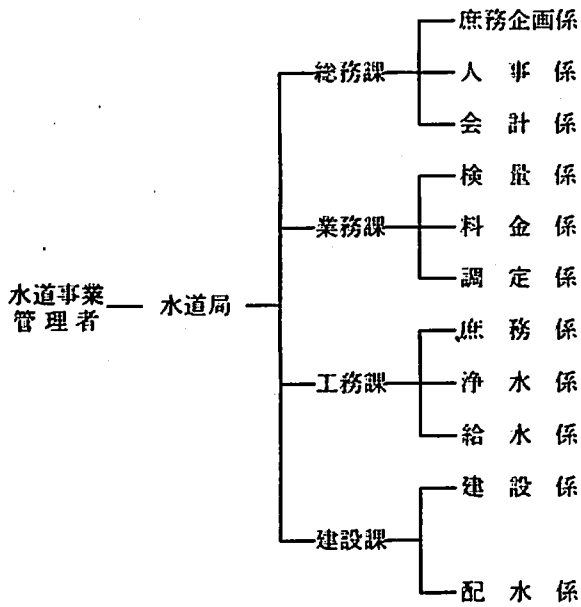 水道事業
管理者
水道局
総務課
庶務企画係
人事係
会計係
業務課
検量係
料金係
調定係
工務課
庶務係
浄水係
給水係
建設課
建設係
配水係